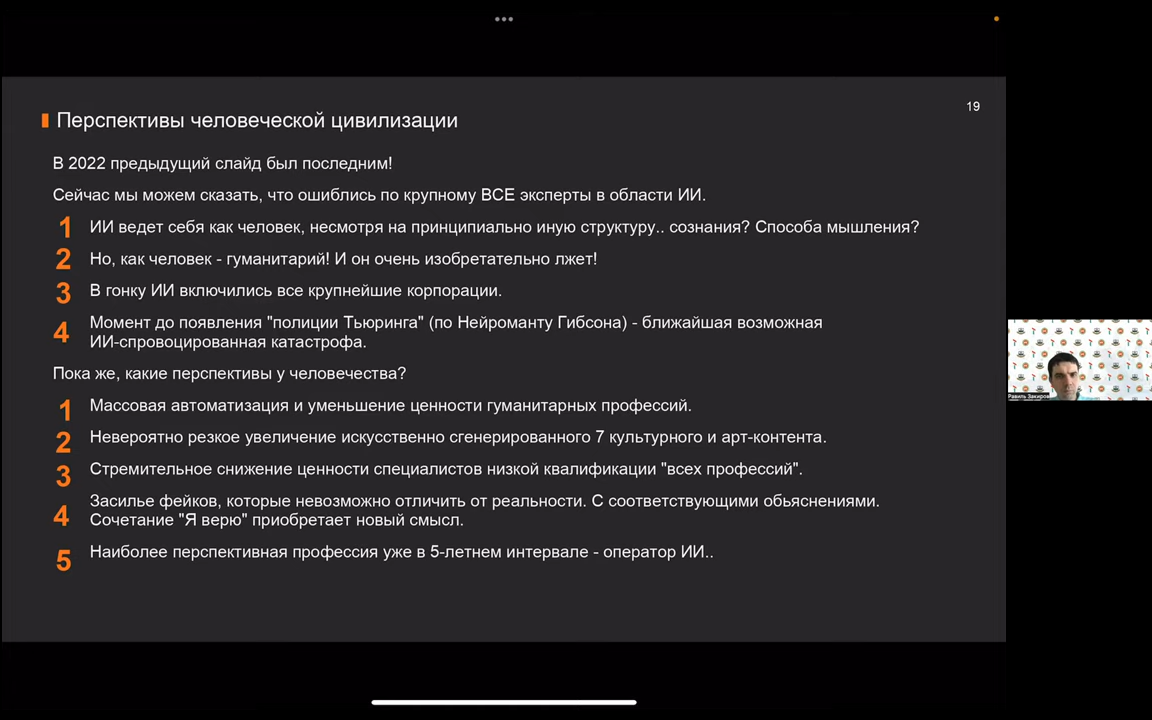 19
Перспективы человеческой цивилизации
В 2022 предыдущий слайд был последним!
Сейчас мы можем сказать, что ошиблись по крупному ВСЕ эксперты в области ИИ.
1 ИИ ведет себя как человек, несмотря на принципиально иную структуру.. сознания? Способа мышления?
2 Но, как человек - гуманитарий! И он очень изобретательно лжет!
3 В гонку ИИ включились все крупнейшие корпорации.
4 Момент до появления "полиции Тьюринга" (по Нейроманту Гибсона) - ближайшая возможная
ИИ-спровоцированная катастрофа.
Пока же, какие перспективы у человечества?
1 Массовая автоматизация и уменьшение ценности гуманитарных профессий.
2 Невероятно резкое увеличение искусственно сгенерированного 7 культурного и арт-контента.
3 Стремительное снижение ценности специалистов низкой квалификации "всех профессий".
4 Засилье фейков, которые невозможно отличить от реальности. С соответствующими обьяснениями.
Сочетание "Я верю" приобретает новый смысл.
5 Наиболее перспективная профессия уже в 5-летнем интервале - оператор ИИ..
Равиль Закиров